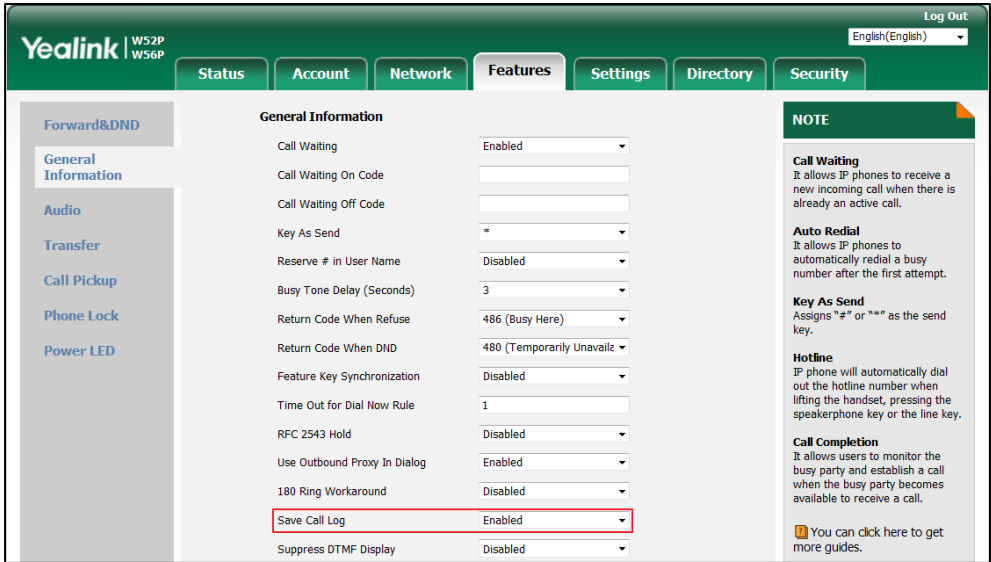 Log Out
Yealink | W52P
W56P
English(English)
Status Account Network Features Settings Directory Security
Forward&DND
General
Information
Audio
Transfer
Call Pickup
Phone Lock
Power LED
General Information
Call Waiting Enabled
Call Waiting On Code
Call Waiting Off Code
Key As Send *
Reserve # in User Name Disabled
Busy Tone Delay (Seconds) 3
Return Code When Refuse 486 (Busy Here)
Return Code When DND 480 (Temporarily Unavaila
Feature Key Synchronization Disabled
Time Out for Dial Now Rule 1
RFC 2543 Hold Disabled
Use Outbound Proxy In Dialog Enabled
180 Ring Workaround Disabled
Save Call Log Enabled
Suppress DTMF Display Disabled
NOTE
Call Waiting
It allows IP phones to receive a
new incoming call when there is
already an active call.
Auto Redial
It allows IP phones to
automatically redial a busy
number after the first attempt.
Key As Send
Assigns "#" or "*" as the send
key.
Hotline
IP phone will automatically dial
out the hotline number when
lifting the handset, pressing the
speakerphone key or the line key.
Call Completion
It allows users to monitor the
busy party and establish a call
when the busy party becomes
available to receive a call.
You can click here to get
more guides.